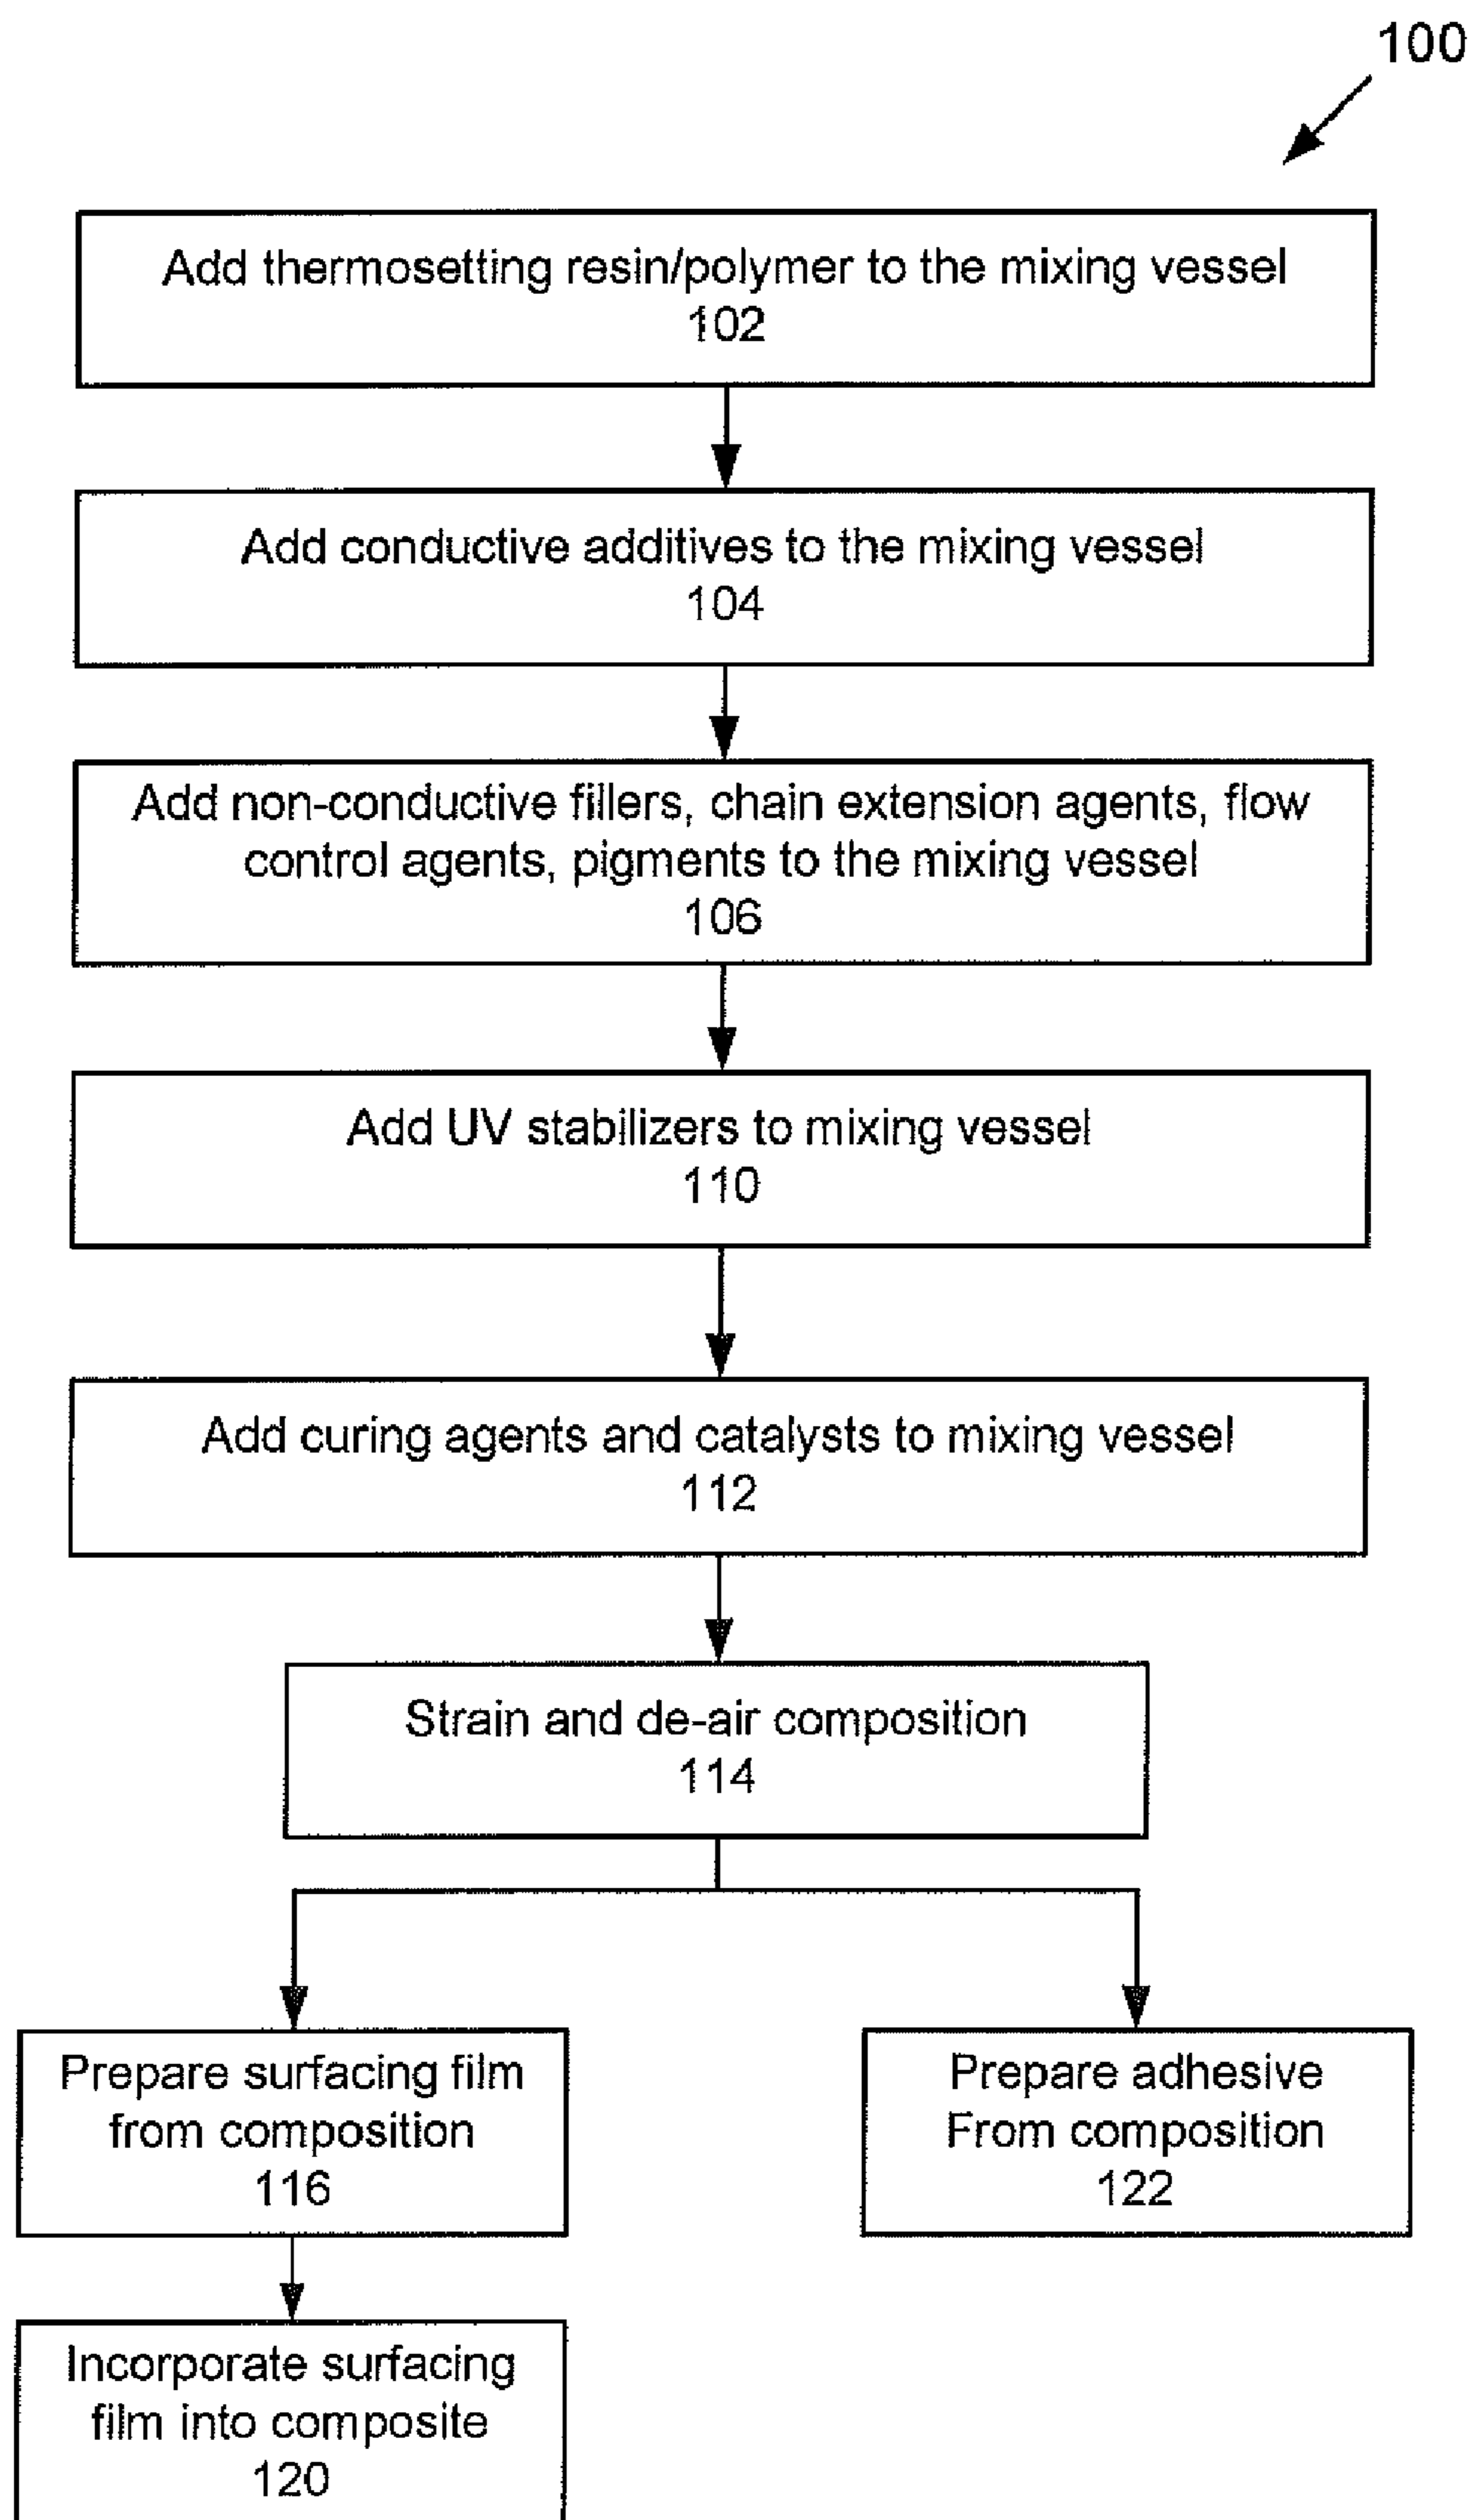 100
Add thermosetting resin/polymer to the mixing vessel
102
Add conductive additives to the mixing vessel
104
Add non-conductive fillers, chain extension agents, flow
control agents, pigments to the mixing vessel
106
Add UV stabilizers to mixing vessel
110
Add curing agents and catalysts to mixing vessel
112
Strain and de-air composition
114
Prepare surfacing film
from composition
116
Prepare adhesive
From composition
122
Incorporate surfacing
film into composite
120